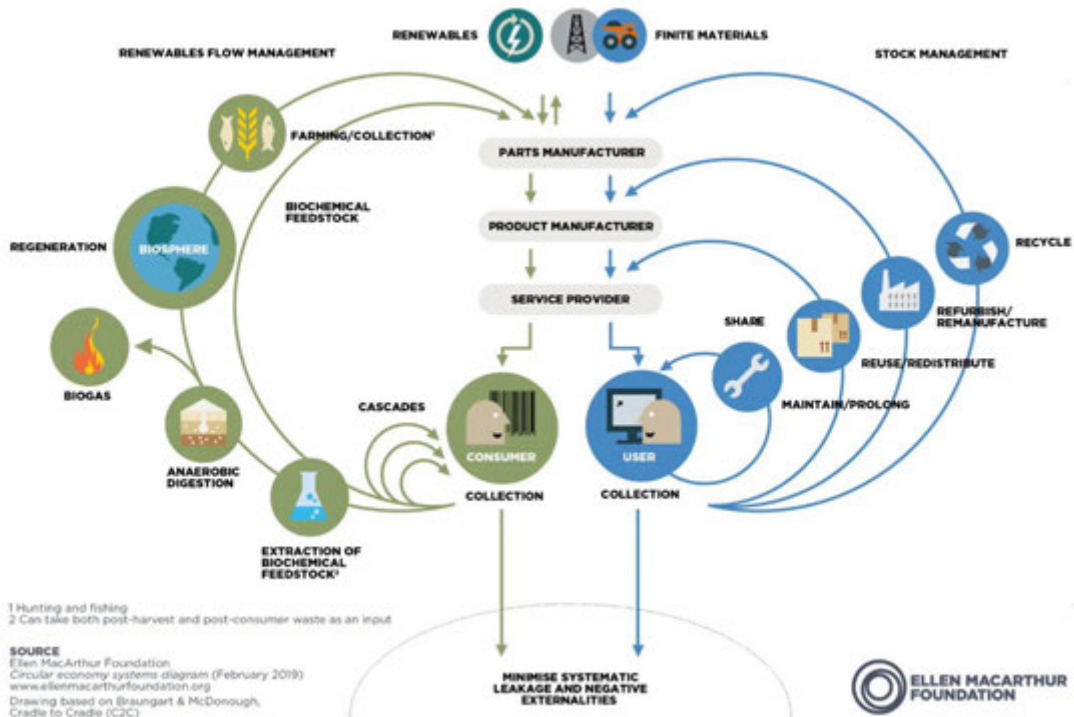 RENEWABLES
FINITE MATERIALS
RENEWABLES FLOW MANAGEMENT
STOCK MANAGEMENT
FARMING/COLLECTION¹
PARTS MANUFACTURER
BIOCHEMICAL
FEEDSTOCK
PRODUCT MANUFACTURER
REGENERATION
BIOSPHERE
RECYCLE
SERVICE PROVIDER
SHARE
REFURBISH/
REMANUFACTURE
REUSE/REDISTRIBUTE
BIOGAS
CASCADES
MAINTAIN/PROLONG
CONSUMER
USER
ANAEROBIC
DIGESTION
COLLECTION
COLLECTION
EXTRACTION OF
BIOCHEMICAL
FEEDSTOCK²
1 Hunting and fishing
2 Can take both post-harvest and post-consumer waste as an input
SOURCE
Ellen MacArthur Foundation
Circular economy systems diagram (February 2019)
www.ellenmacarthurfoundation.org
Drawing based on Braungart & McDonough,
Cradle to Cradle (C2C)
MINIMISE SYSTEMATIC
LEAKAGE AND NEGATIVE
EXTERNALITIES
ELLEN MACARTHUR
FOUNDATION